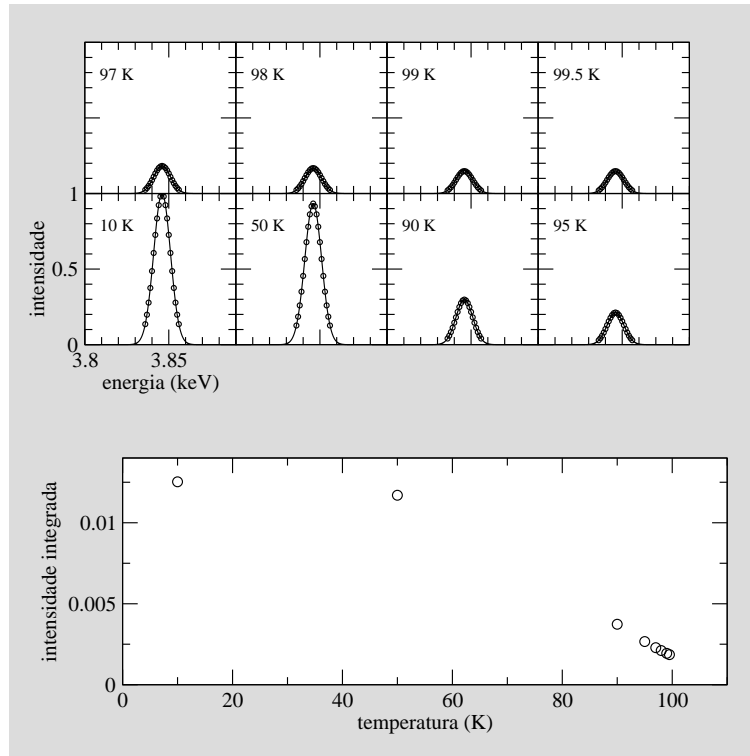 97 K 98 K 99 K 99.5 K
1
10 K 50 K 90 K 95 K
0.5
intensidade
0
3.8 3.85
energia (keV)
0.01
0.005
0
intensidade integrada
0 20 40 60 80 100
temperatura (K)